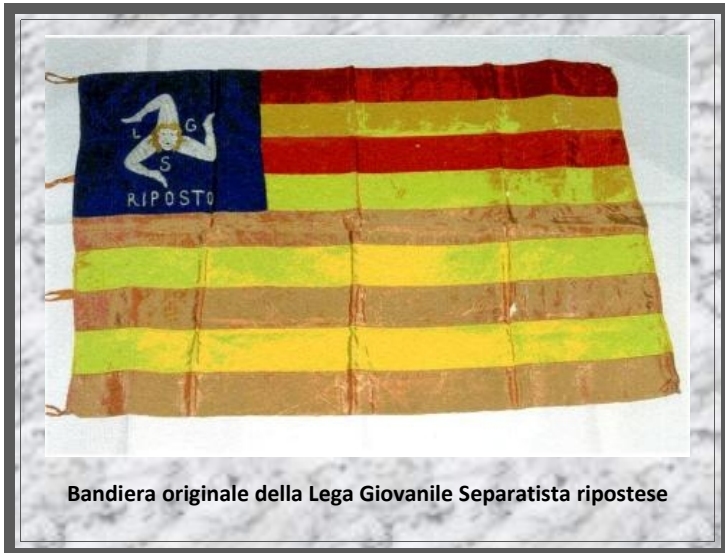 L G
S
RIPOSTO
Bandiera originale della Lega Giovanile Separatista ripostese